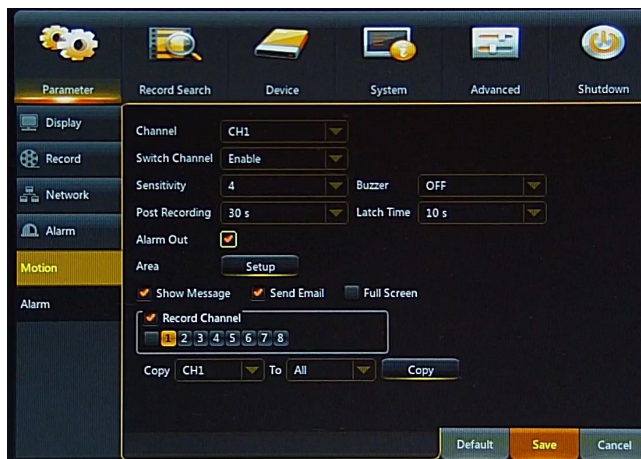 Parameter Record Search Device System Advanced Shutdown
Display
Record
Network
Alarm
Motion
Alarm
Channel CH1
Switch Channel Enable
Sensitivity 4 Buzzer OFF
Post Recording 30 s Latch Time 10 s
Alarm Out
Area Setup
Show Message Send Email Full Screen
Record Channel
1 2 3 4 5 6 7 8
Copy CH1 To All Copy
Default Save Cancel